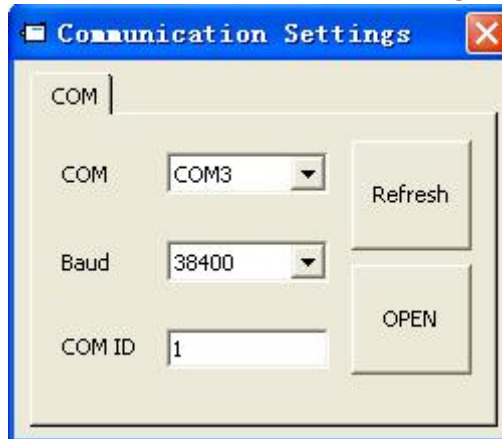 Communication Settings
COM
COM COM3 Refresh
Baud 38400
OPEN
COM ID 1